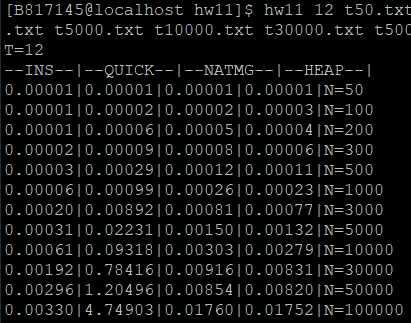 [B817145@localhost hw11]$ hw11 12 t50.txt
.txt t5000.txt t10000.txt t30000.txt t500
T=12
--INS--|--QUICK--|--NATMG--|--HEAP--|
0.00001|0.00001|0.00001|0.00001|N=50
0.00001|0.00002|0.00002|0.00003|N=100
0.00001|0.00006|0.00005|0.00004|N=200
0.00002|0.00009|0.00008|0.00006|N=300
0.00003|0.00029|0.00012|0.00011|N=500
0.00006|0.00099|0.00026|0.00023|N=1000
0.00020|0.00892|0.00081|0.00077|N=3000
0.00031|0.02231|0.00150|0.00132|N=5000
0.00061|0.09318|0.00303|0.00279|N=10000
0.00192|0.78416|0.00916|0.00831|N=30000
0.00296|1.20496|0.00854|0.00820|N=50000
0.00330|4.74903|0.01760|0.01752|N=100000